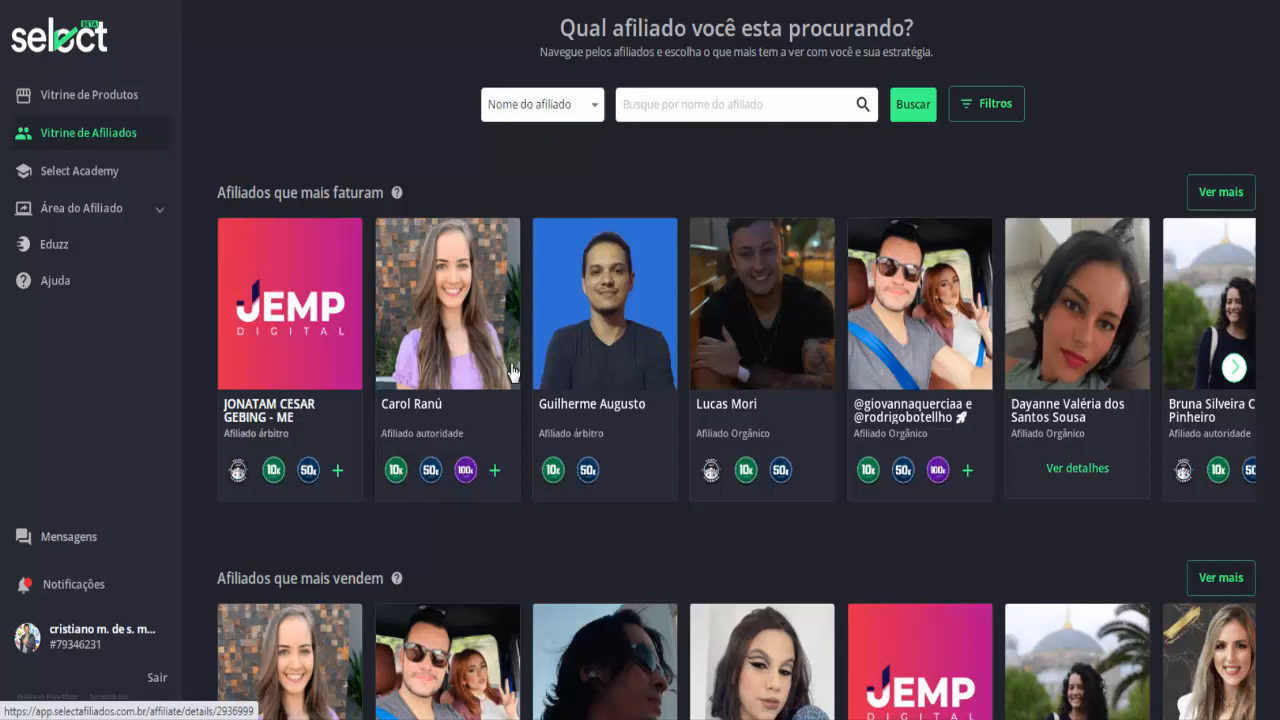 select
BETA
Vitrine de Produtos
Vitrine de Afiliados
Select Academy
Área do Afiliado
Eduzz
Ajuda
Mensagens
Notificações
cristiano m. de s. m...
#79346231
Sair
https://app.selectafiliados.com.br/affiliate/details/2936999
Qual afiliado você esta procurando?
Navegue pelos afiliados e escolha o que mais tem a ver com você e sua estratégia.
Nome do afiliado
Busque por nome do afiliado
Buscar
Filtros
Afiliados que mais faturam
Ver mais
JEMP
DIGITAL
JONATAM CESAR
GEBING - ME
Afiliado árbitro
10K
50K
Carol Ranú
Afiliado autoridade
10K
50K
100K
Guilherme Augusto
Afiliado árbitro
10K
50K
Lucas Mori
Afiliado Orgânico
10K
50K
@giovannaquerciaa e
@rodrigobotellho 🚀
Afiliado Orgânico
10K
50K
100K
Dayanne Valéria dos
Santos Sousa
Afiliado Orgânico
Ver detalhes
Bruna Silveira C
Pinheiro
Afiliado autoridade
10K
50
Afiliados que mais vendem
Ver mais
JEMP
DIGITAL